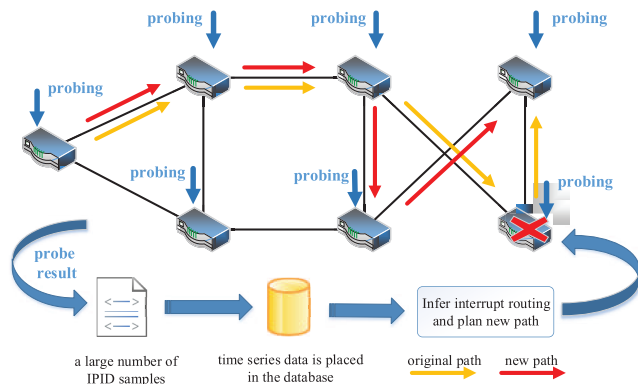 probing
probing
probing
probing
probing
probing
probing
probe
result
Infer interrupt routing
and plan new path
a large number of
IPID samples
time series data is placed
in the database
original path
new path